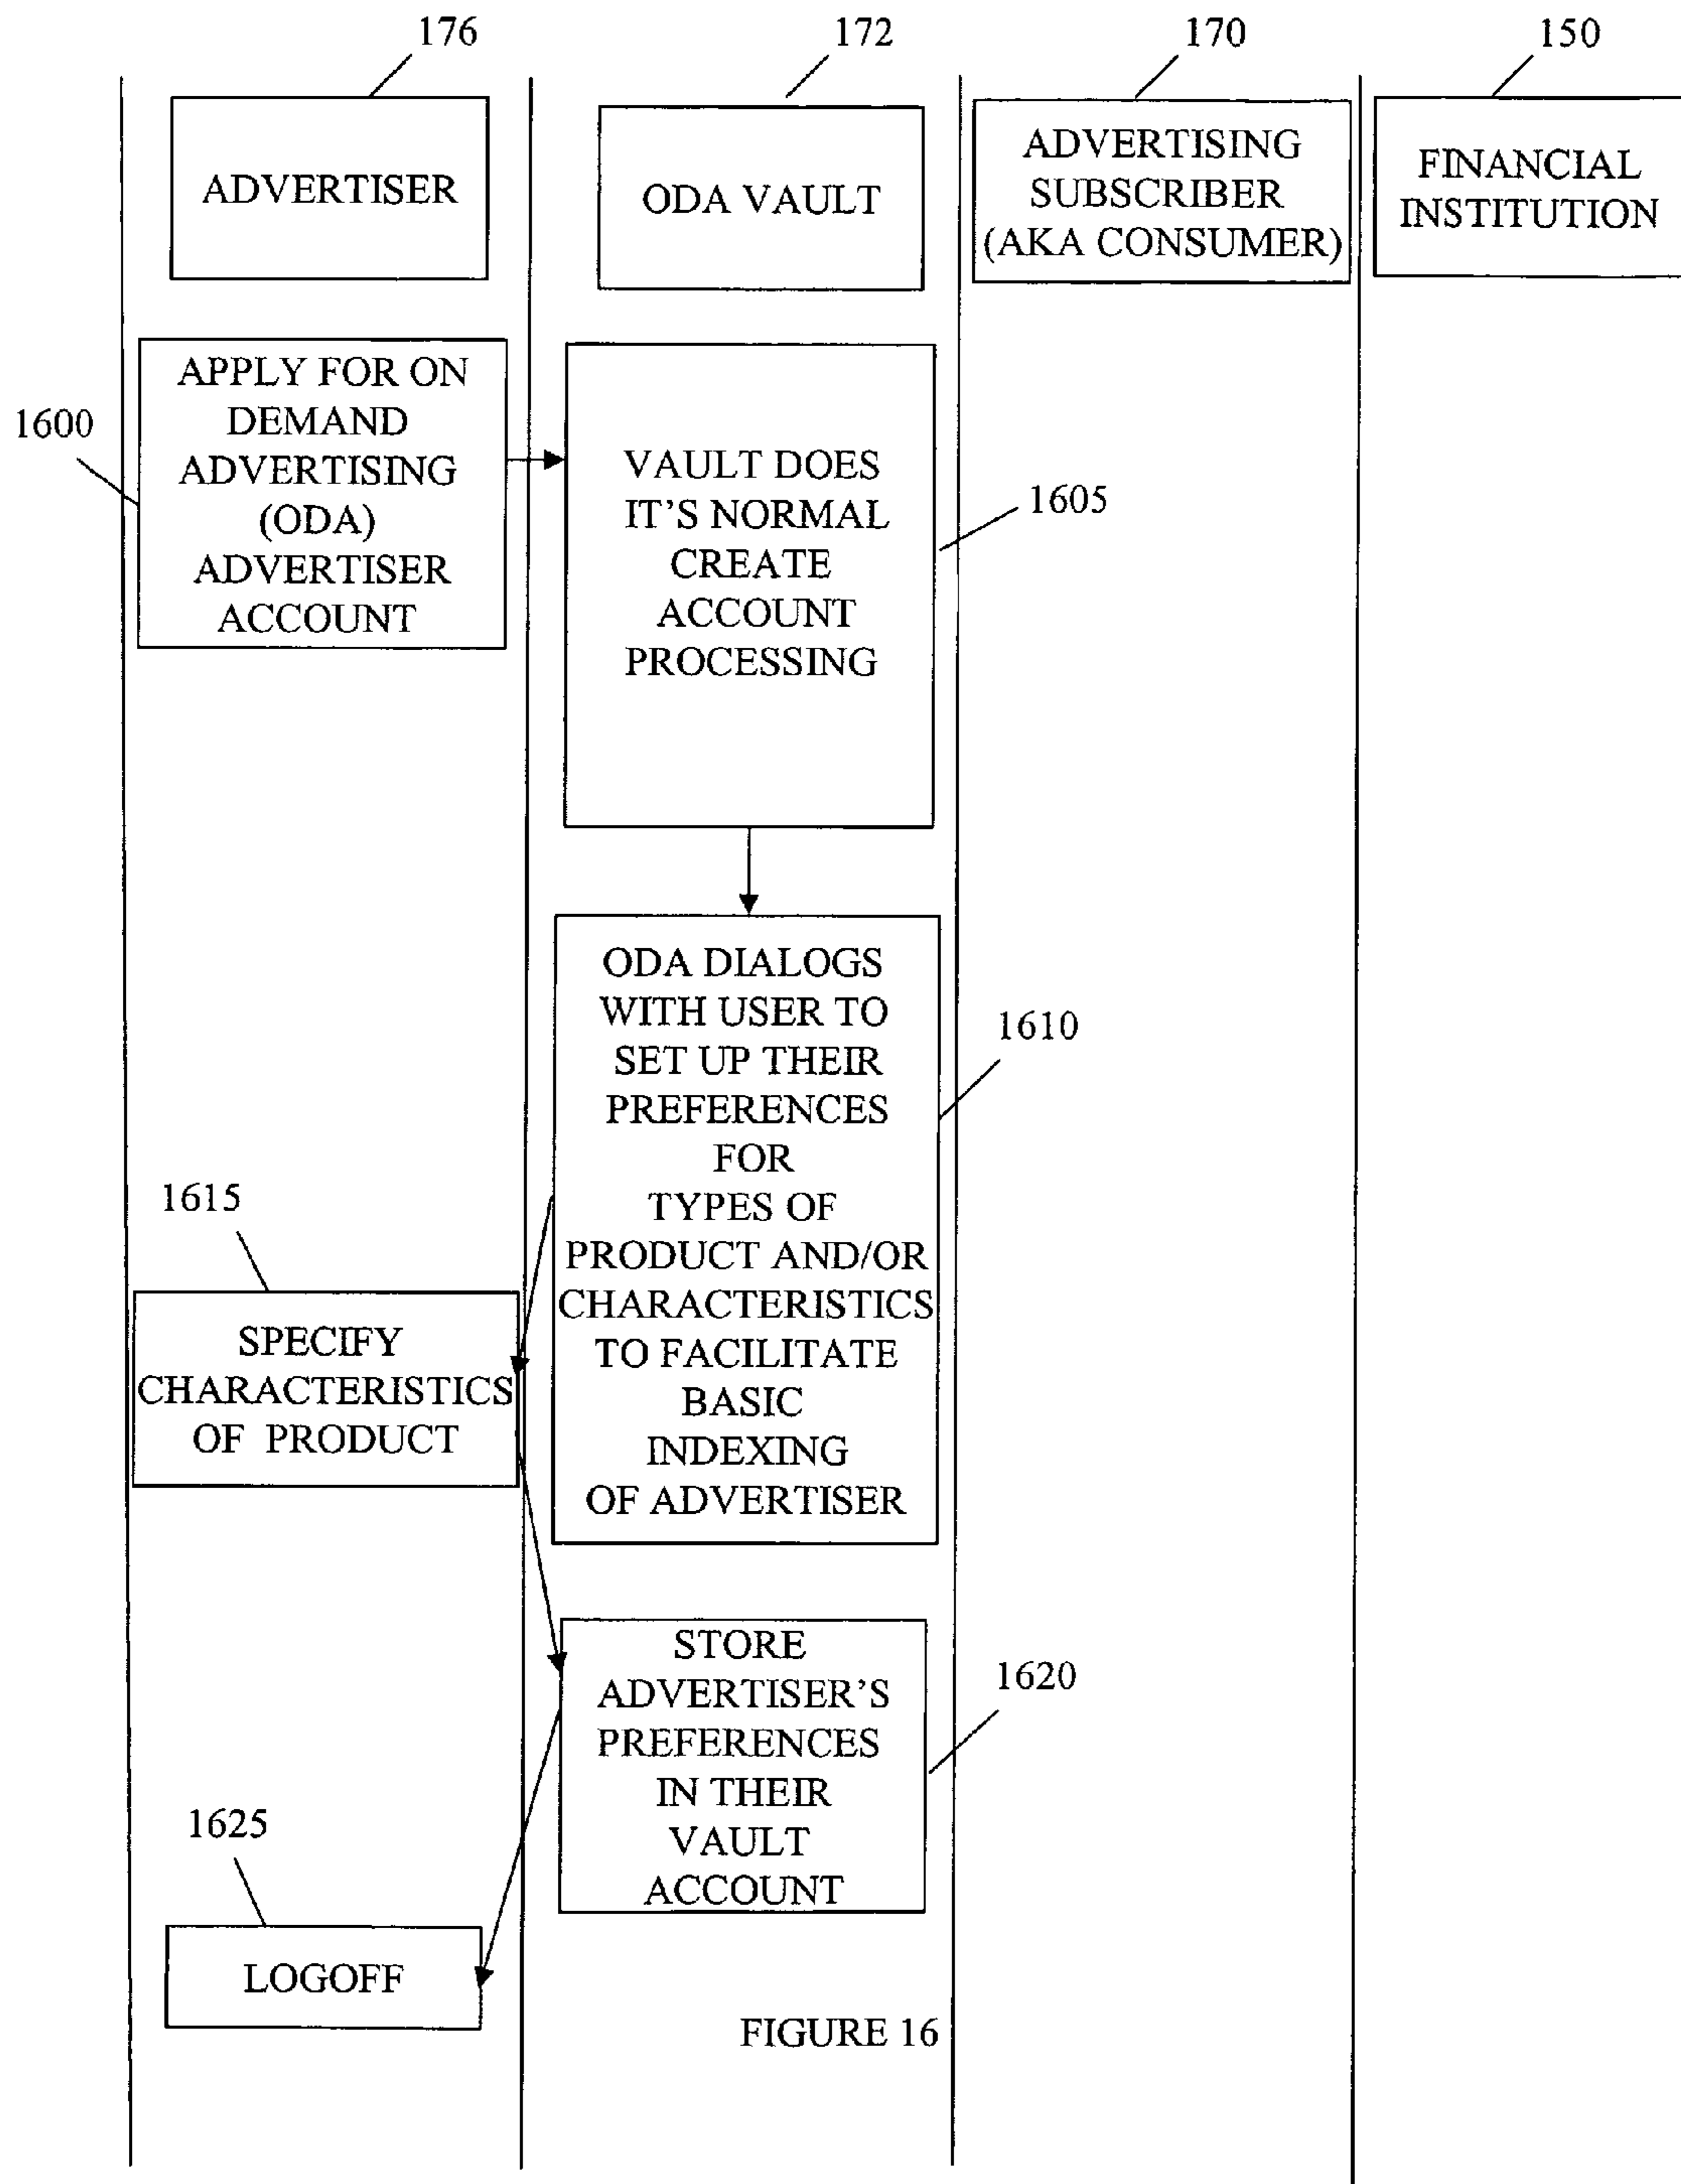 176
172
170
150
ADVERTISER
ODA VAULT
ADVERTISING
SUBSCRIBER
(AKA CONSUMER)
FINANCIAL
INSTITUTION
1600
APPLY FOR ON
DEMAND
ADVERTISING
(ODA)
ADVERTISER
ACCOUNT
VAULT DOES
IT'S NORMAL
CREATE
ACCOUNT
PROCESSING
1605
ODA DIALOGS
WITH USER TO
SET UP THEIR
PREFERENCES
FOR
TYPES OF
PRODUCT AND/OR
CHARACTERISTICS
TO FACILITATE
BASIC
INDEXING
OF ADVERTISER
1610
1615
SPECIFY
CHARACTERISTICS
OF PRODUCT
STORE
ADVERTISER'S
PREFERENCES
IN THEIR
VAULT
ACCOUNT
1620
1625
LOGOFF
FIGURE 16